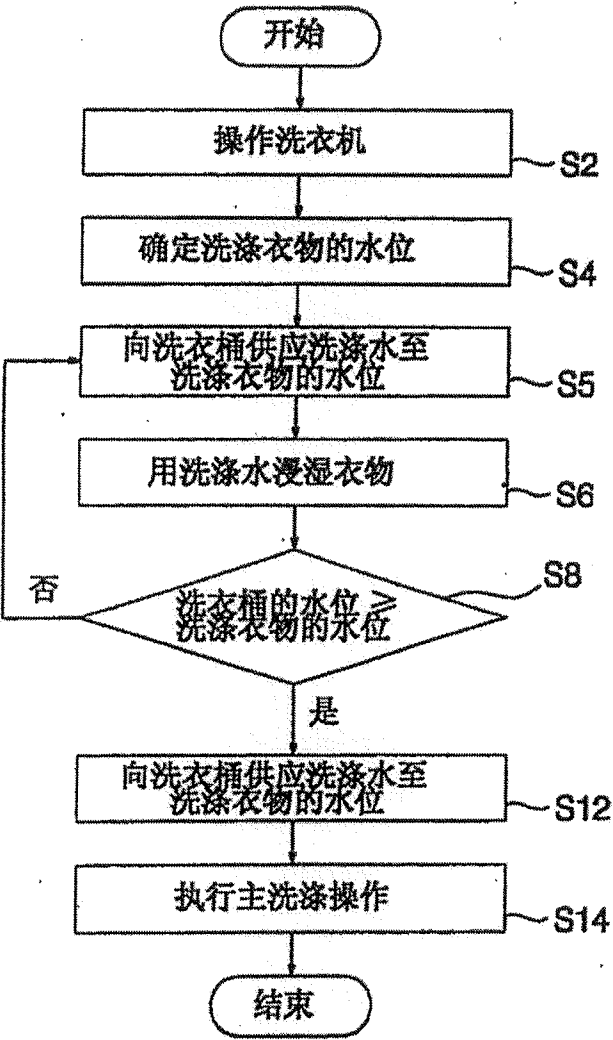 开始
操作洗衣机
S2
确定洗涤衣物的水位
S4
向洗衣桶供应洗涤水至
洗涤衣物的水位
S5
用洗涤水浸湿衣物
S6
S8
洗衣桶的水位 ⩾
洗涤衣物的水位
否
是
向洗衣桶供应洗涤水至
洗涤衣物的水位
S12
执行主洗涤操作
S14
结束